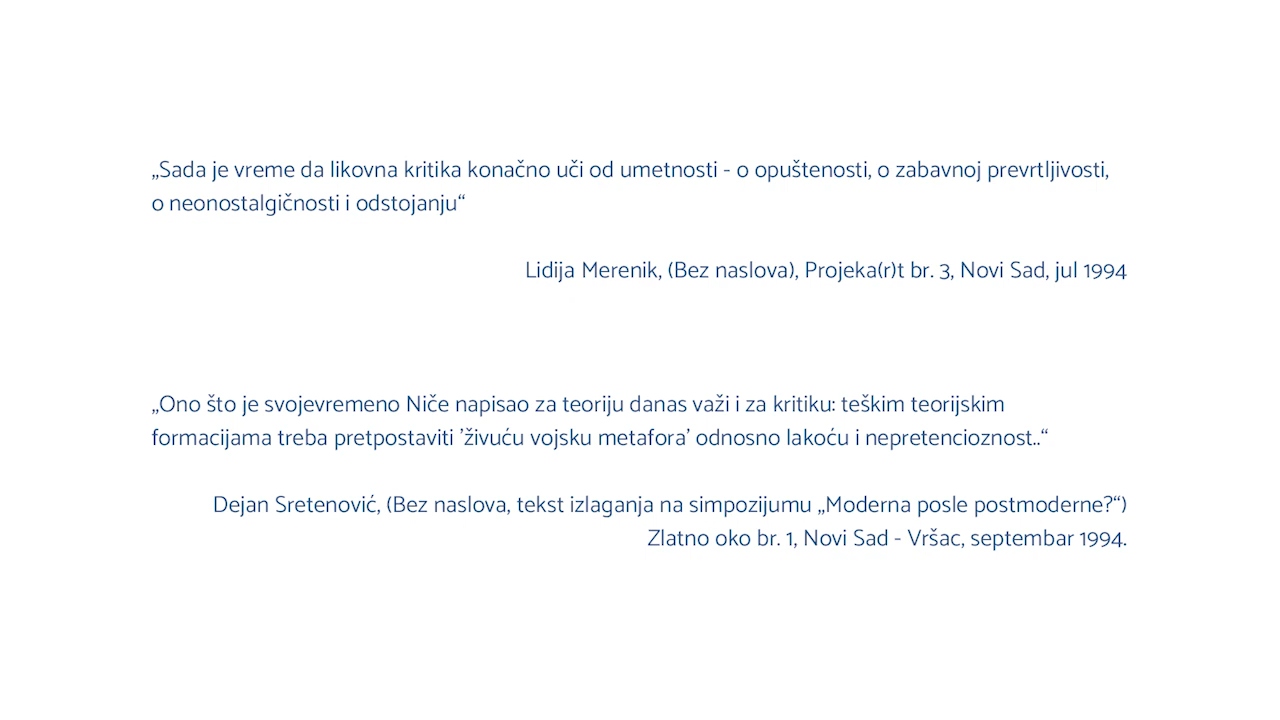 „Sada je vreme da likovna kritika konačno uči od umetnosti - o opuštenosti, o zabavnoj prevrtljivosti,
o neonostalgičnosti i odstojanju“
Lidija Merenik, (Bez naslova), Projeka(r)t br. 3, Novi Sad, jul 1994
„Ono što je svojevremeno Niče napisao za teoriju danas važi i za kritiku: teškim teorijskim
formacijama treba pretpostaviti ’živuću vojsku metafora’ odnosno lakoću i nepretencioznost..“
Dejan Sretenović, (Bez naslova, tekst izlaganja na simpozijumu „Moderna posle postmoderne?“)
Zlatno oko br. 1, Novi Sad - Vršac, septembar 1994.